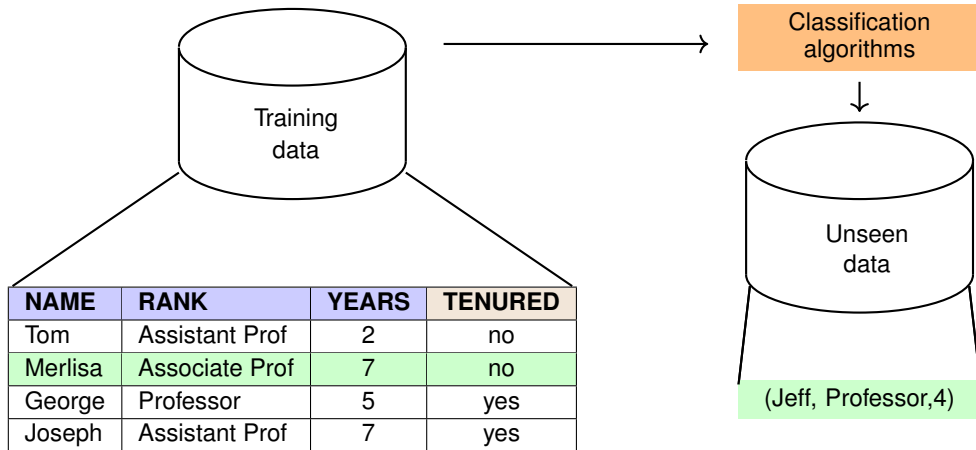 Classification
algorithms
Training
data
Unseen
data
NAME RANK YEARS TENURED
Tom Assistant Prof 2 no
Merlisa Associate Prof 7 no
George Professor 5 yes
Joseph Assistant Prof 7 yes
(Jeff, Professor,4)